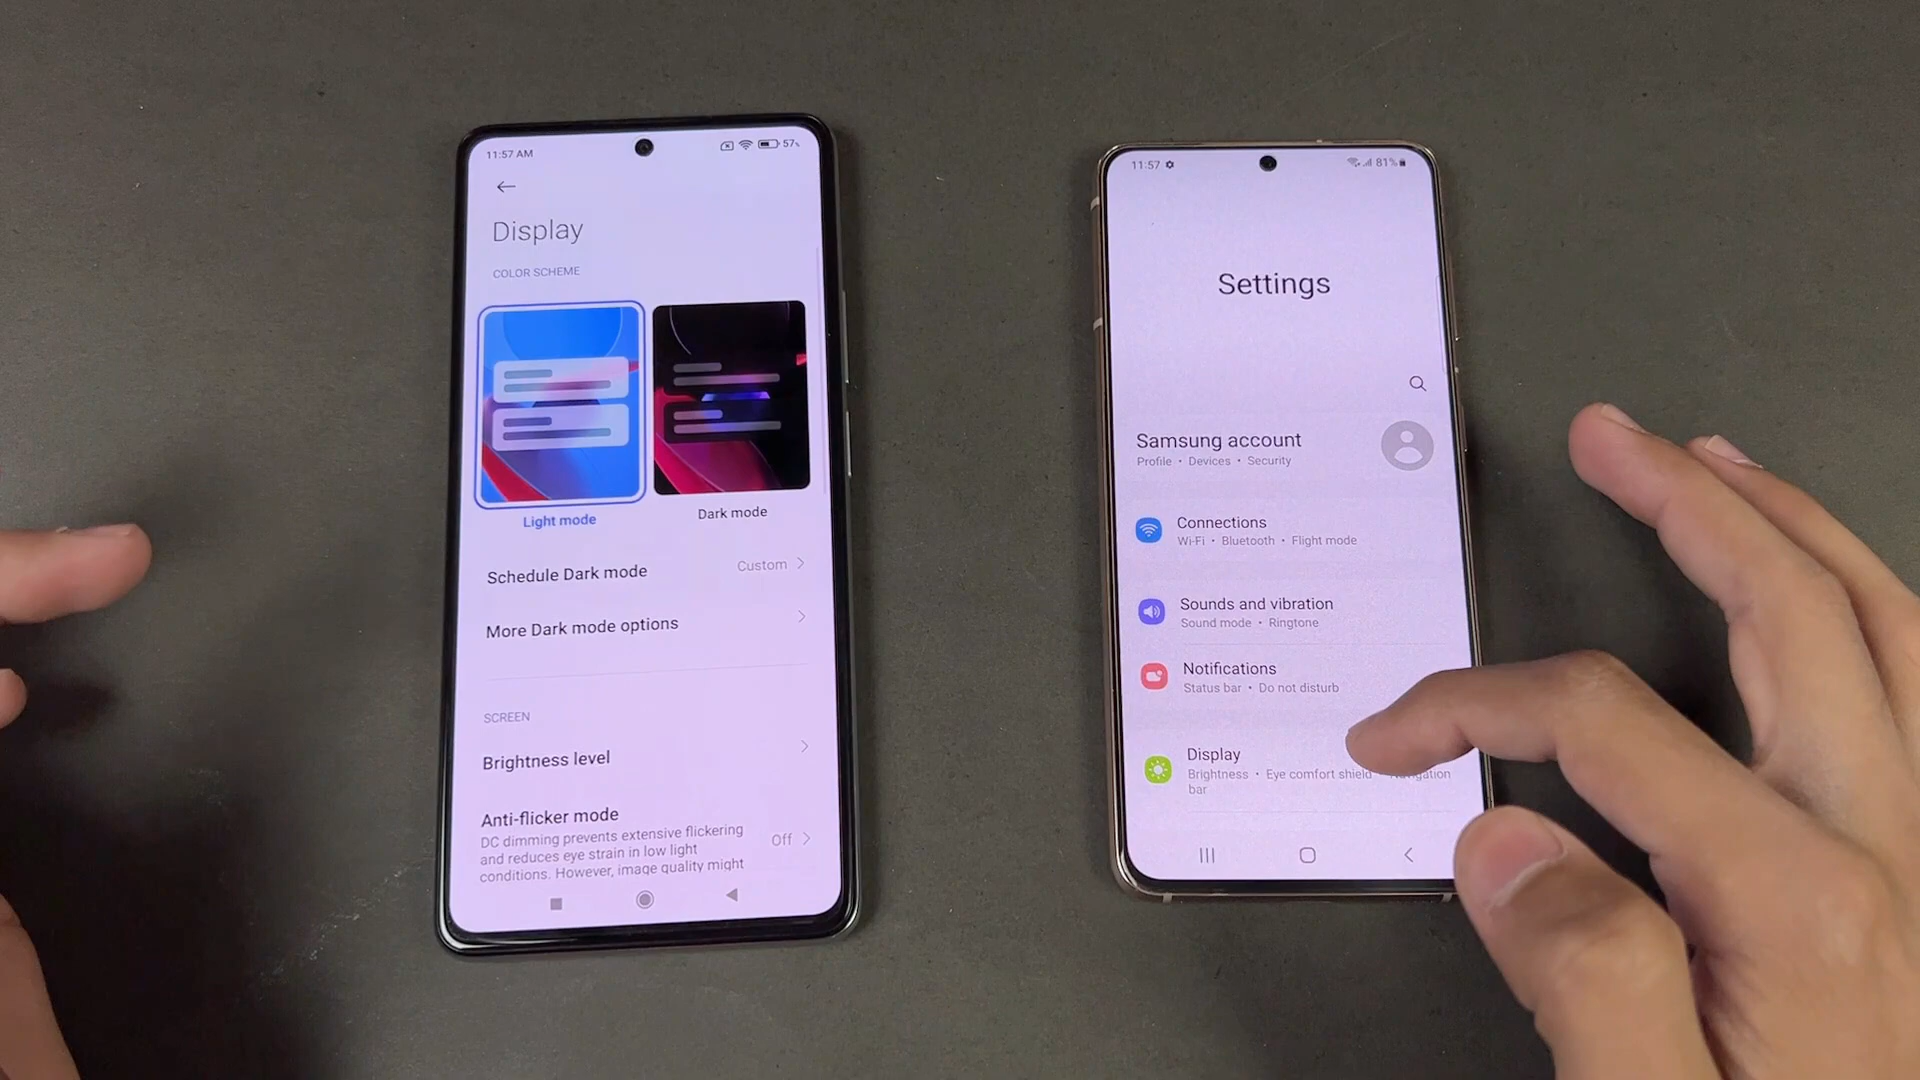 11:57 AM
57%
Display
COLOR SCHEME
Light mode
Dark mode
Schedule Dark mode
Custom
More Dark mode options
SCREEN
Brightness level
Anti-flicker mode
DC dimming prevents extensive flickering
and reduces eye strain in low light
conditions. However, image quality might
Off
11:57
81%
Settings
Samsung account
Profile • Devices • Security
Connections
Wi-Fi • Bluetooth • Flight mode
Sounds and vibration
Sound mode • Ringtone
Notifications
Status bar • Do not disturb
Display
Brightness • Eye comfort shield • Navigation
bar